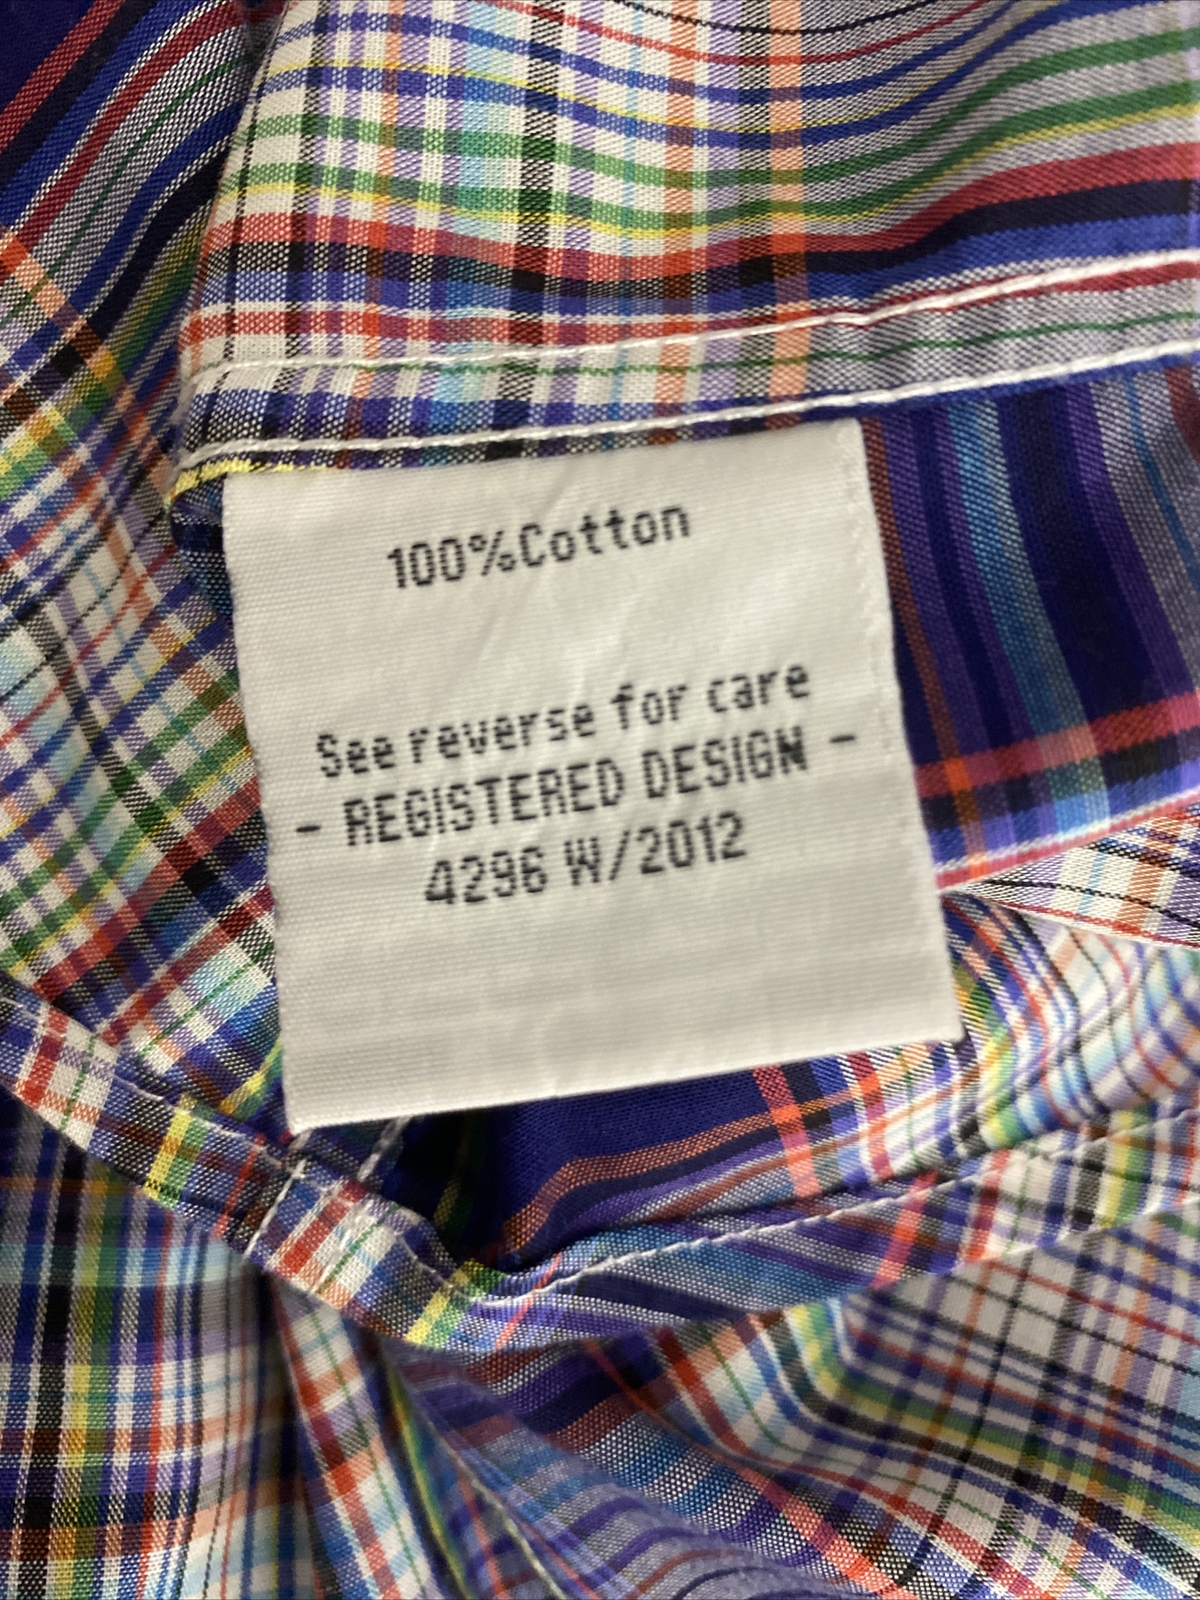 100%Cotton
See reverse for care
- REGISTERED DESIGN -
4296 W/2012